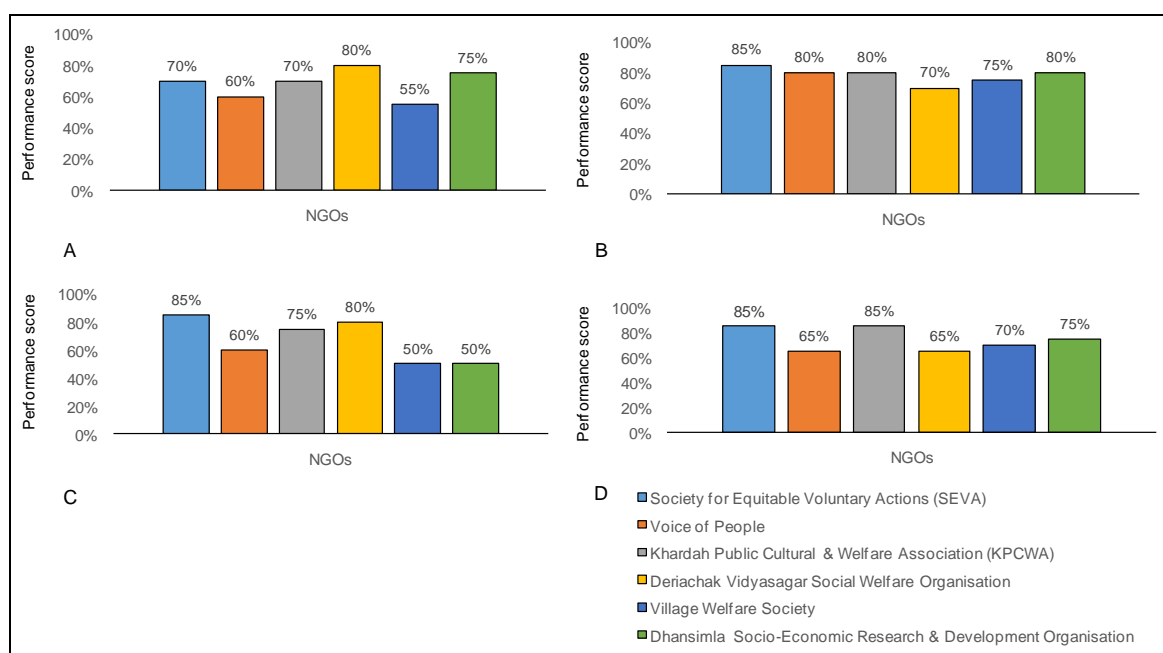 100%
80%
60%
40%
20%
0%
Performance score
70%
60%
70%
80%
55%
75%
NGOs
A
100%
80%
60%
40%
20%
0%
Performance score
85%
80%
80%
70%
75%
80%
NGOs
B
100%
80%
60%
40%
20%
0%
Performance score
85%
60%
75%
80%
50%
50%
NGOs
C
100%
80%
60%
40%
20%
0%
Performance score
85%
65%
85%
65%
70%
75%
NGOs
D
Society for Equitable Voluntary Actions (SEVA)
Voice of People
Khardah Public Cultural & Welfare Association (KPCWA)
Deriachak Vidyasagar Social Welfare Organisation
Village Welfare Society
Dhansimla Socio-Economic Research & Development Organisation